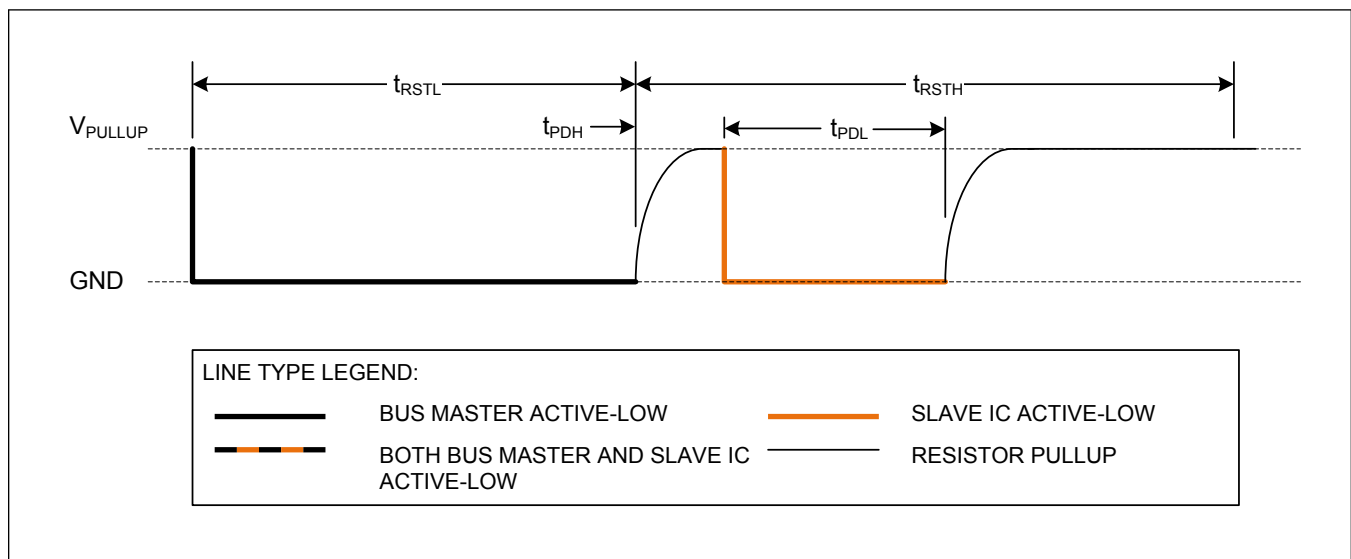 tRSTL
tRSTH
VPULLUP
tPDH
tPDL
GND
LINE TYPE LEGEND:
BUS MASTER ACTIVE-LOW
SLAVE IC ACTIVE-LOW
BOTH BUS MASTER AND SLAVE IC
ACTIVE-LOW
RESISTOR PULLUP